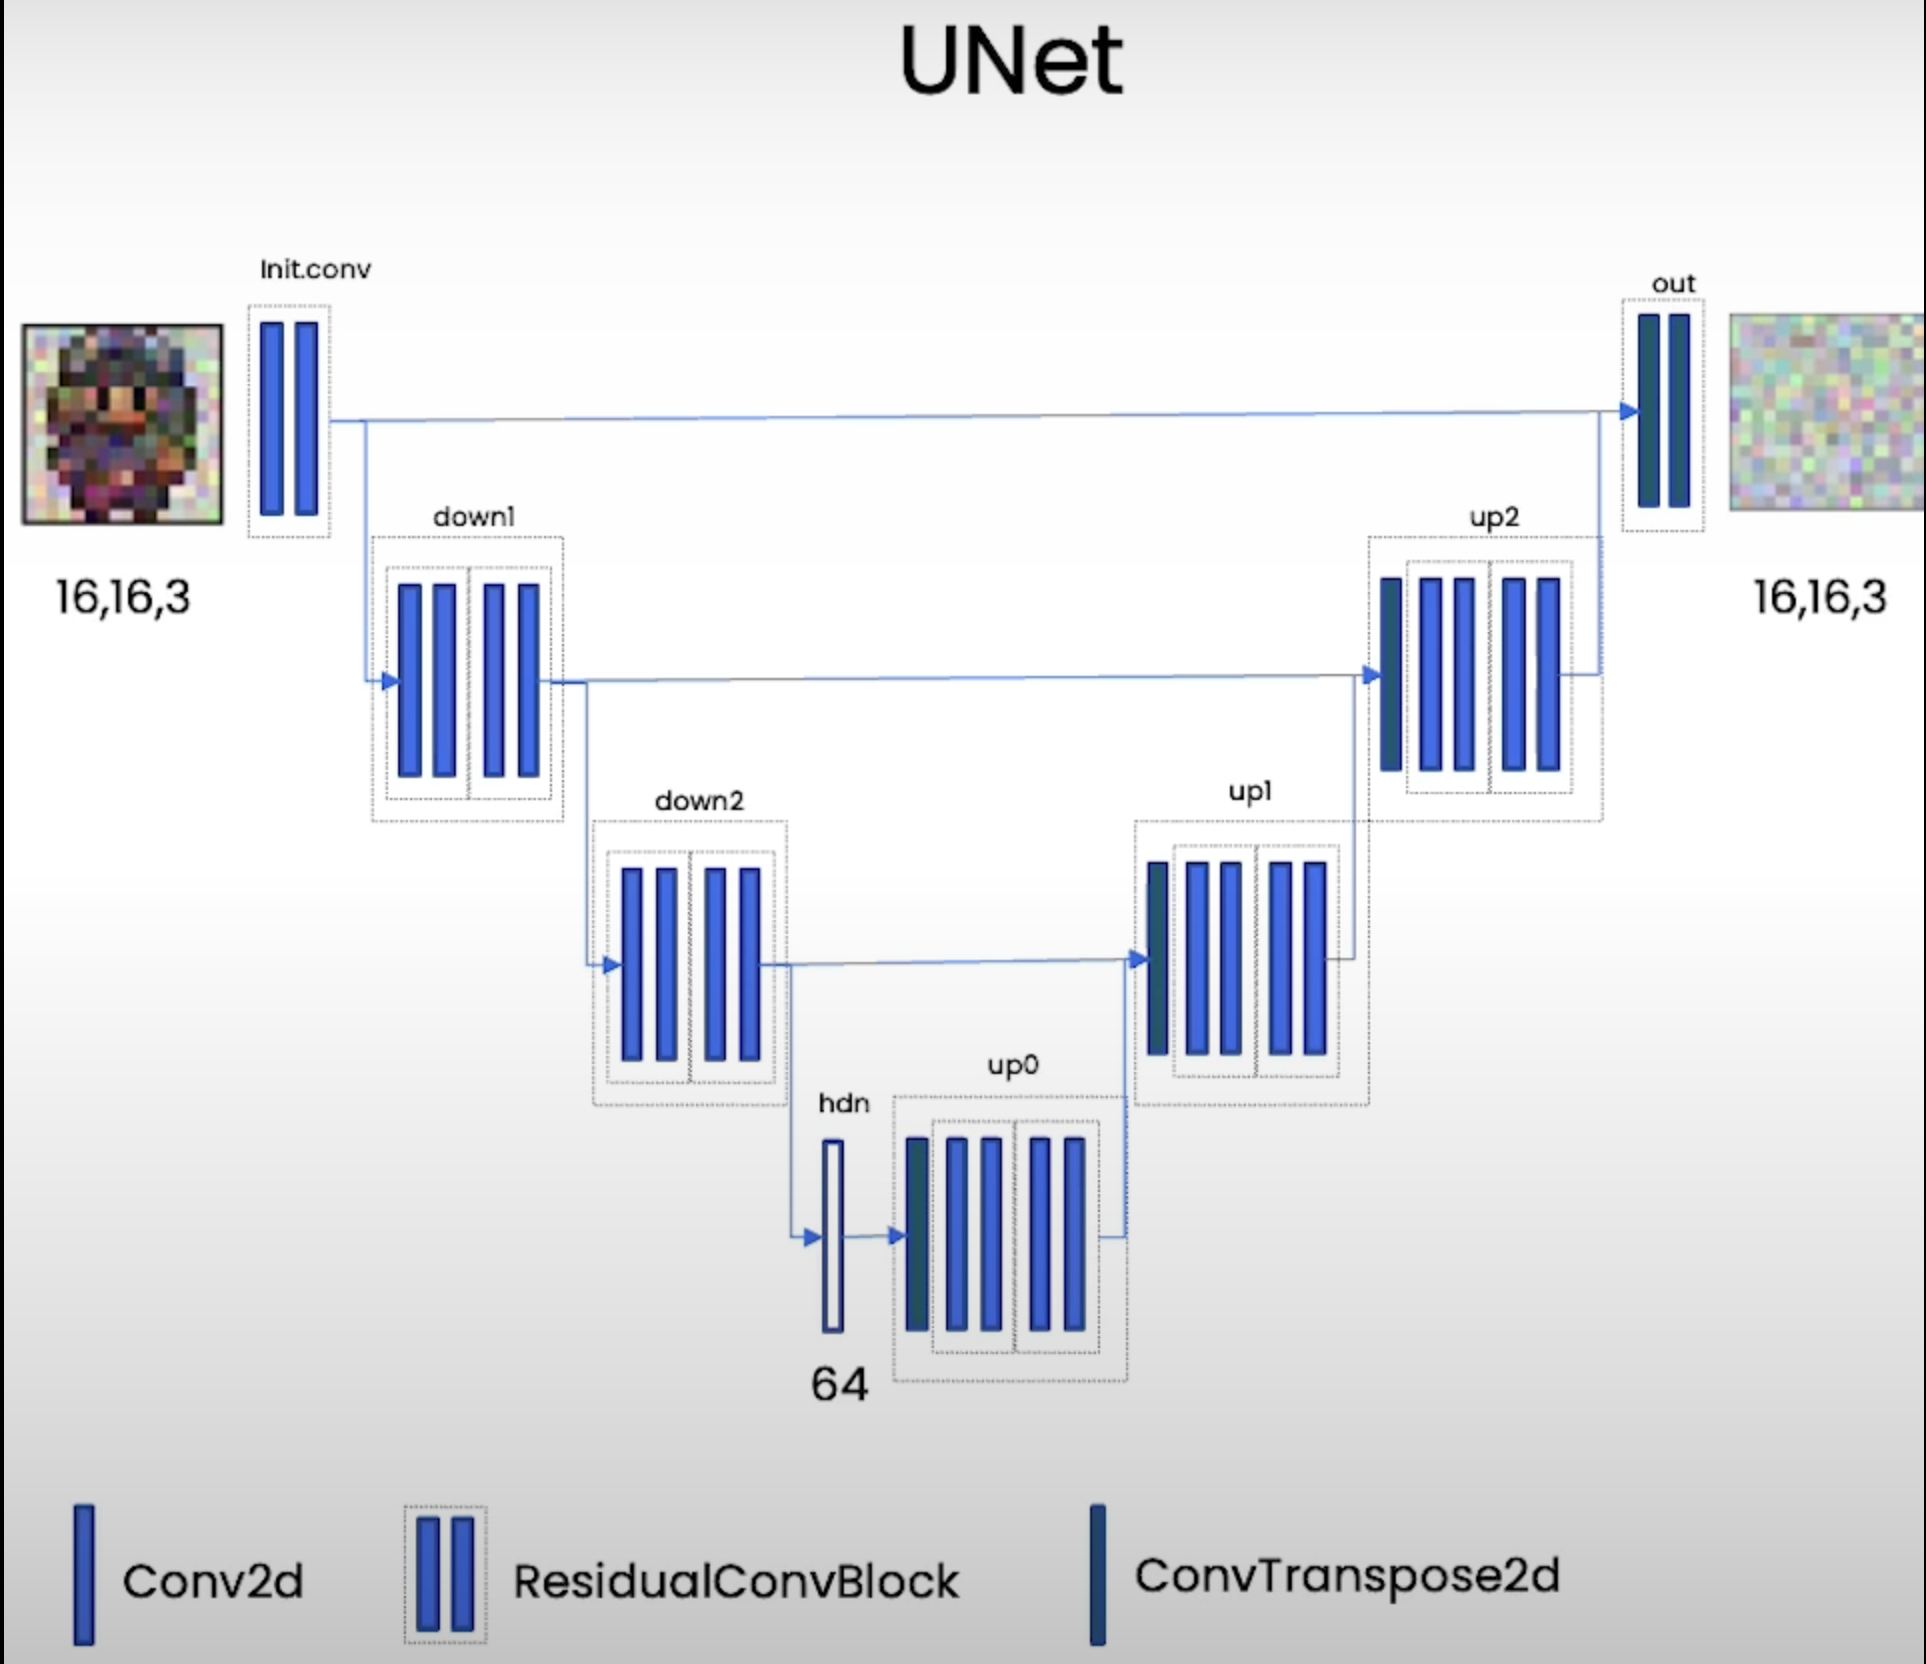 UNet
Init.conv
out
16,16,3
down1
up2
16,16,3
down2
up1
hdn
up0
64
Conv2d
ResidualConvBlock
ConvTranspose2d